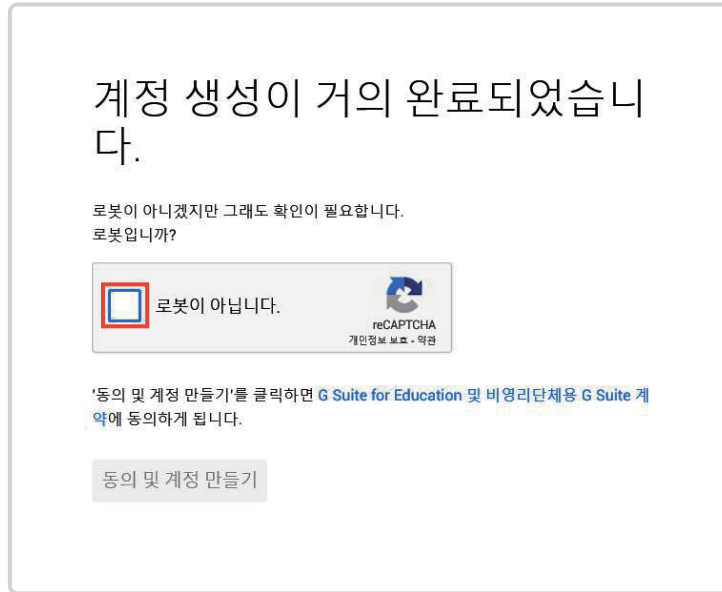 계정 생성이 거의 완료되었습니
다.
로봇이 아니겠지만 그래도 확인이 필요합니다.
로봇입니까?
로봇이 아닙니다.
reCAPTCHA
개인정보 보호 - 약관
'동의 및 계정 만들기'를 클릭하면 G Suite for Education 및 비영리단체용 G Suite 계
약에 동의하게 됩니다.
동의 및 계정 만들기